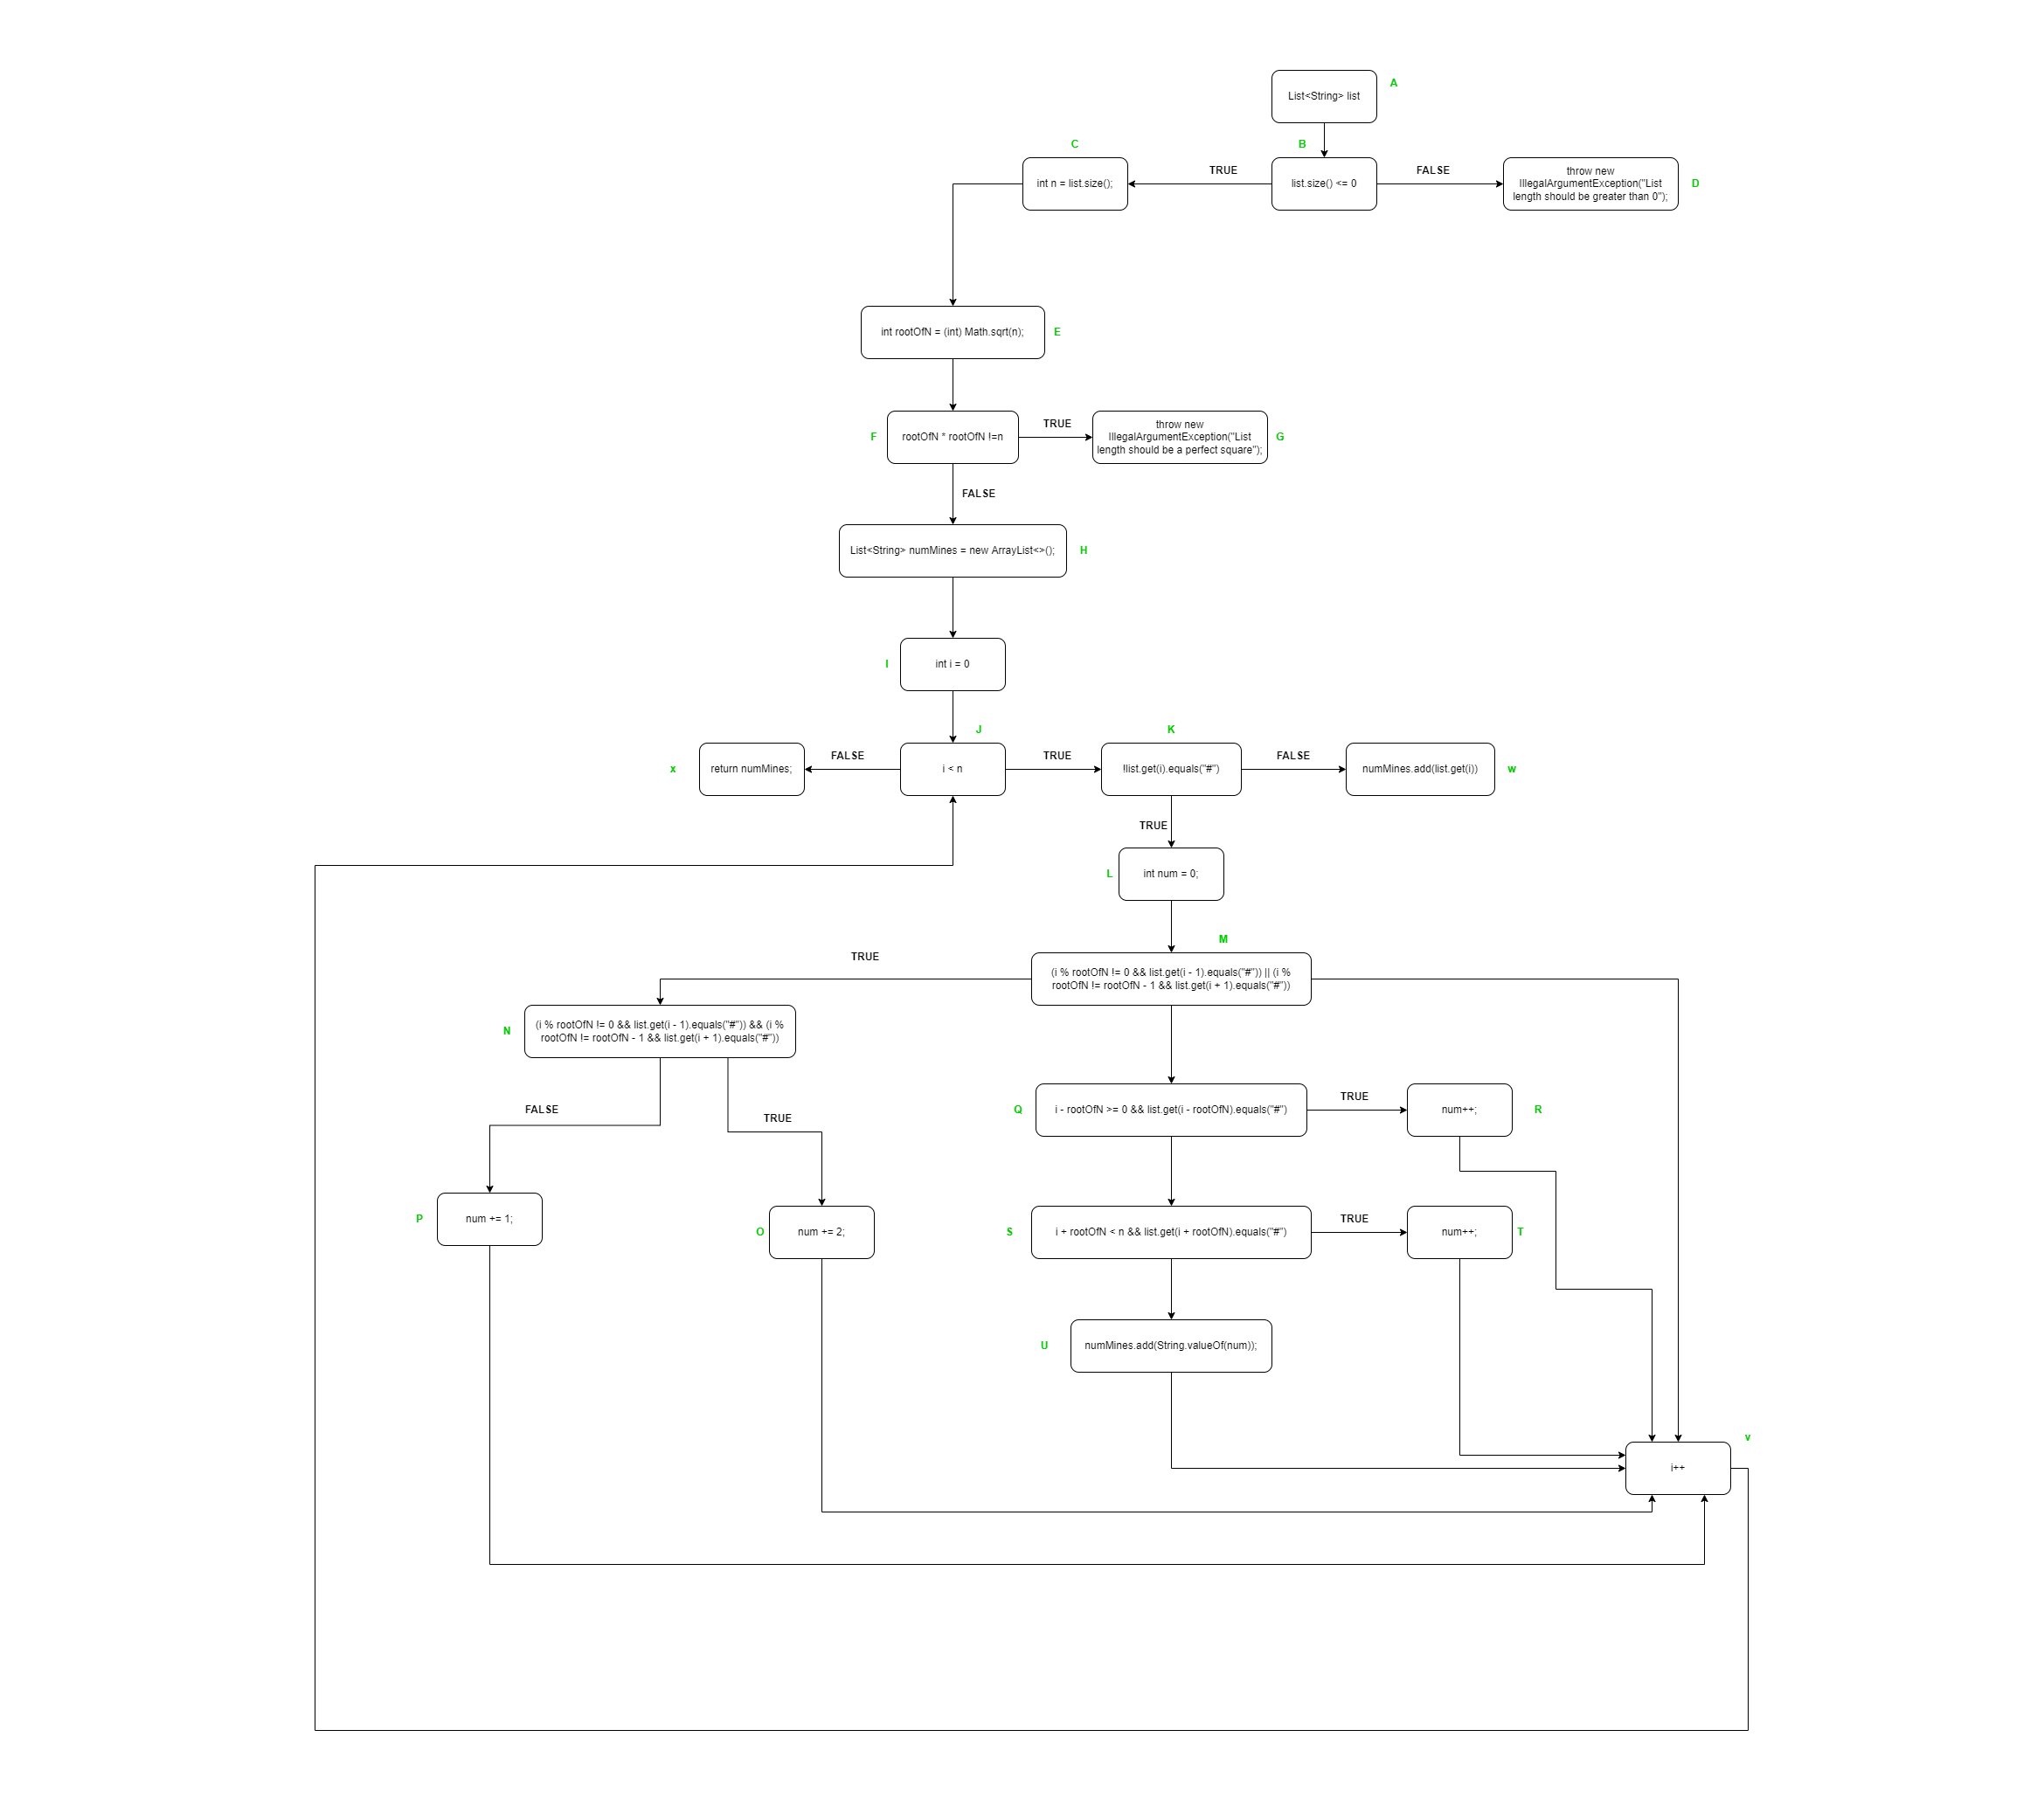 A
List<String> list
C
B
TRUE
FALSE
int n = list.size();
list.size() <= 0
throw new
IllegalArgumentException("List
length should be greater than 0");
D
int rootOfN = (int) Math.sqrt(n);
E
F
rootOfN * rootOfN !=n
TRUE
throw new
IllegalArgumentException("List
length should be a perfect square");
G
FALSE
List<String> numMines = new ArrayList<>();
H
I
int i = 0
J
K
x
return numMines;
FALSE
i < n
TRUE
!list.get(i).equals("#")
FALSE
numMines.add(list.get(i))
w
TRUE
L
int num = 0;
M
TRUE
(i % rootOfN != 0 && list.get(i - 1).equals("#")) || (i %
rootOfN != rootOfN - 1 && list.get(i + 1).equals("#"))
N
(i % rootOfN != 0 && list.get(i - 1).equals("#")) && (i %
rootOfN != rootOfN - 1 && list.get(i + 1).equals("#"))
FALSE
TRUE
Q
i - rootOfN >= 0 && list.get(i - rootOfN).equals("#")
TRUE
num++;
R
P
num += 1;
O
num += 2;
S
i + rootOfN < n && list.get(i + rootOfN).equals("#")
TRUE
num++;
T
U
numMines.add(String.valueOf(num));
v
i++